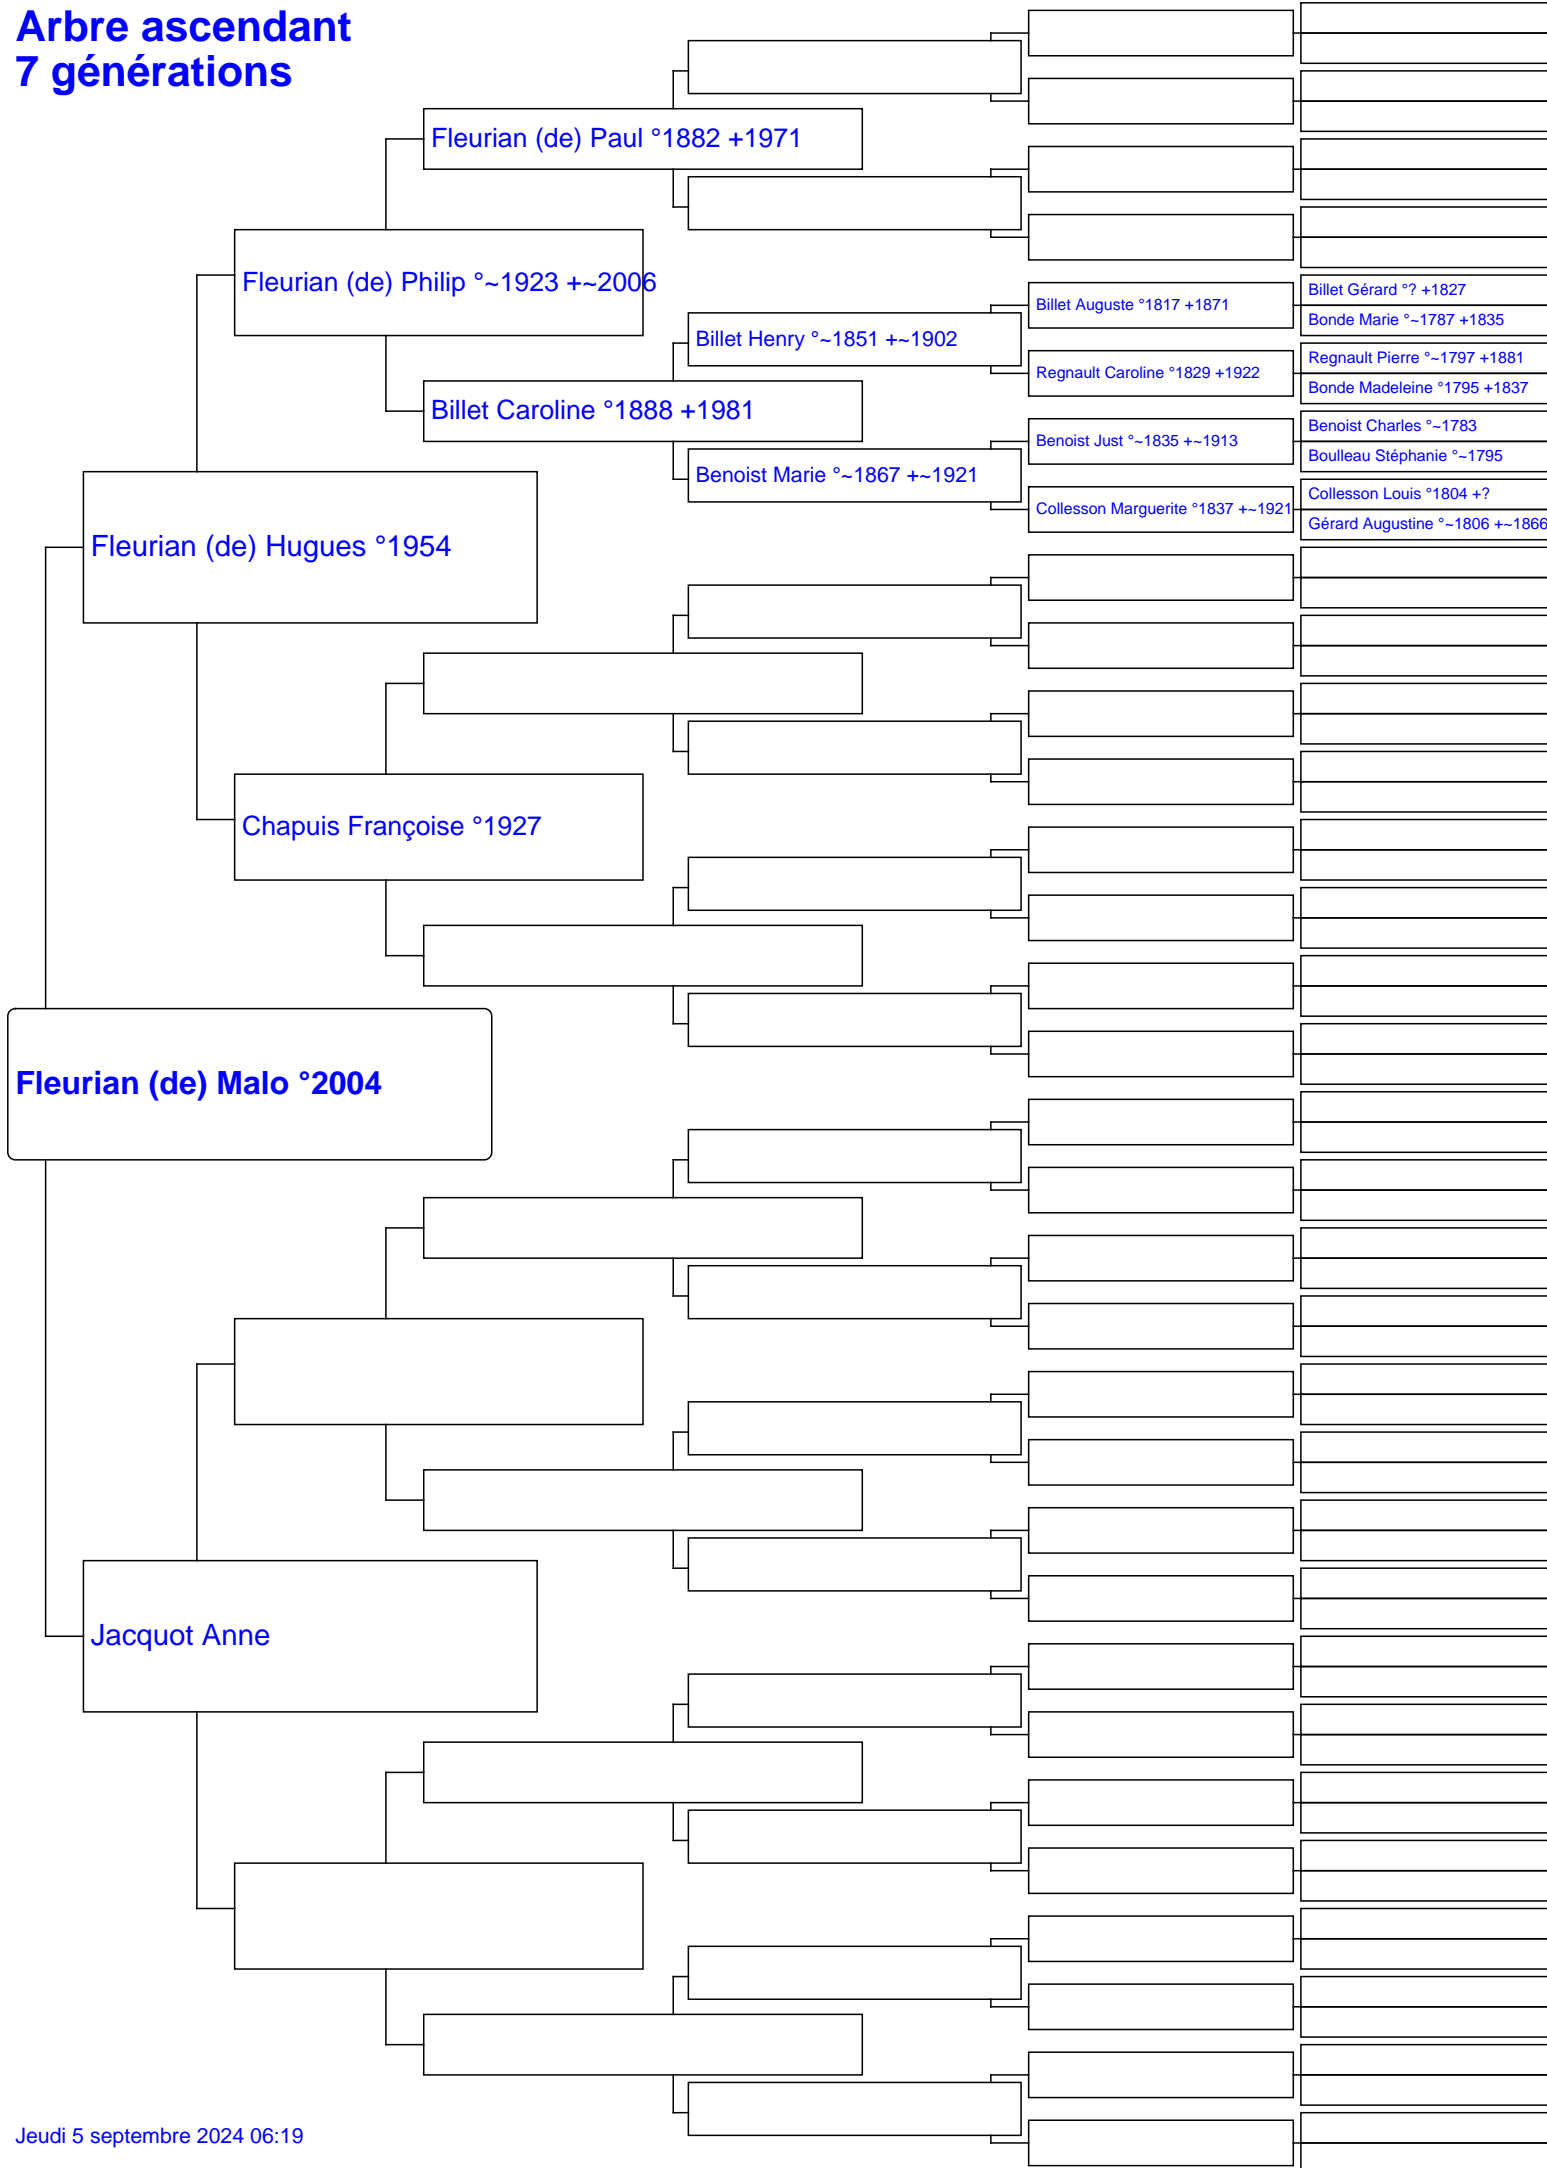 Arbre ascendant
7 générations
Fleurian (de) Paul °1882 +1971
Fleurian (de) Philip °~1923 +~2006
Billet Gérard °? +1827
Billet Auguste °1817 +1871
Bonde Marie °~1787 +1835
Billet Henry °~1851 +~1902
Regnault Pierre °~1797 +1881
Regnault Caroline °1829 +1922
Bonde Madeleine °1795 +1837
Billet Caroline °1888 +1981
Benoist Charles °~1783
Benoist Just °~1835 +~1913
Boulleau Stéphanie °~1795
Benoist Marie °~1867 +~1921
Collesson Louis °1804 +?
Collesson Marguerite °1837 +~1921
Gérard Augustine °~1806 +~1866
Fleurian (de) Hugues °1954
Chapuis Françoise °1927
Fleurian (de) Malo °2004
Jacquot Anne
Jeudi 5 septembre 2024 06:19